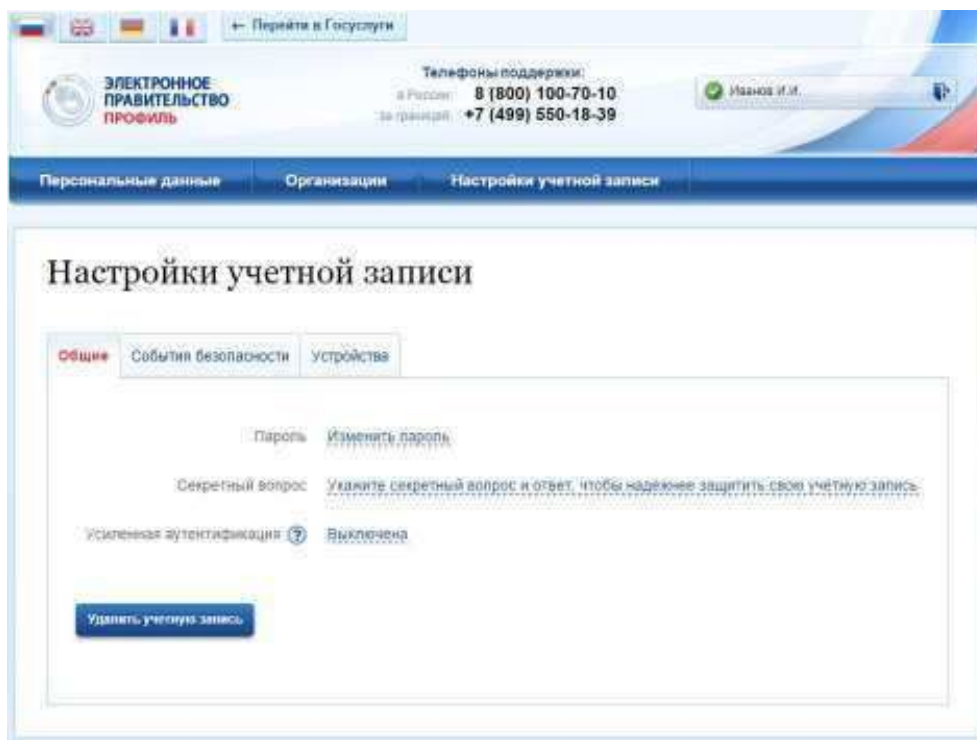 ← Перейти в Госуслуги
ЭЛЕКТРОННОЕ
ПРАВИТЕЛЬСТВО
ПРОФИЛЬ
Телефоны поддержки:
в России: 8 (800) 100-70-10
за границей: +7 (499) 550-18-39
Иванов И.И.
Персональные данные Организации Настройки учетной записи
Настройки учетной записи
Общие События безопасности Устройства
Пароль Изменить пароль
Секретный вопрос Укажите секретный вопрос и ответ, чтобы надёжнее защитить свою учётную запись
Усиленная аутентификация ? Выключена
Удалить учетную запись